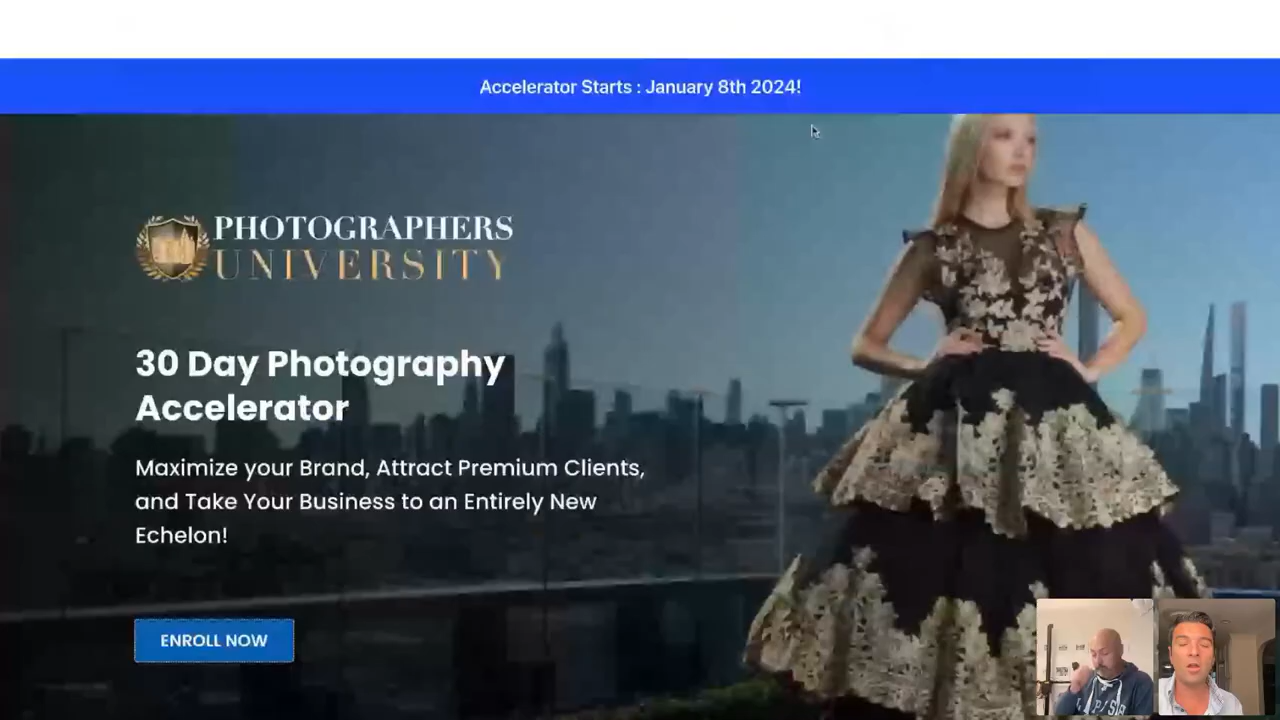 Accelerator Starts : January 8th 2024!
PHOTOGRAPHERS
UNIVERSITY
30 Day Photography
Accelerator
Maximize your Brand, Attract Premium Clients,
and Take Your Business to an Entirely New
Echelon!
ENROLL NOW